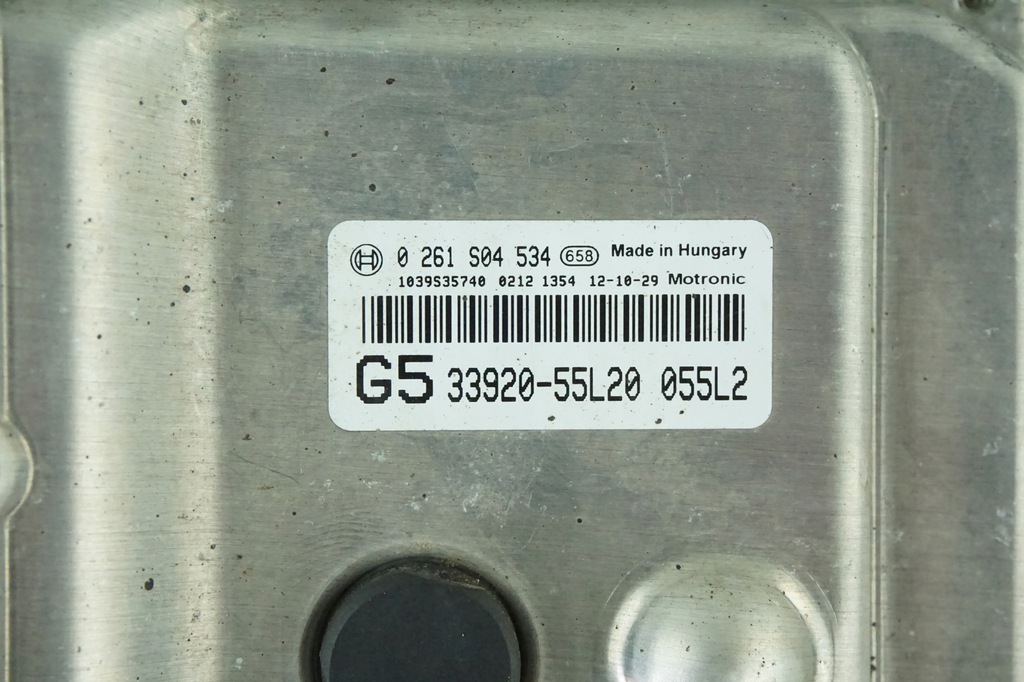 0 261 S04 534 658 Made in Hungary
1039S35740 0212 1354 12-10-29 Motronic
G5 33920-55L20 055L2